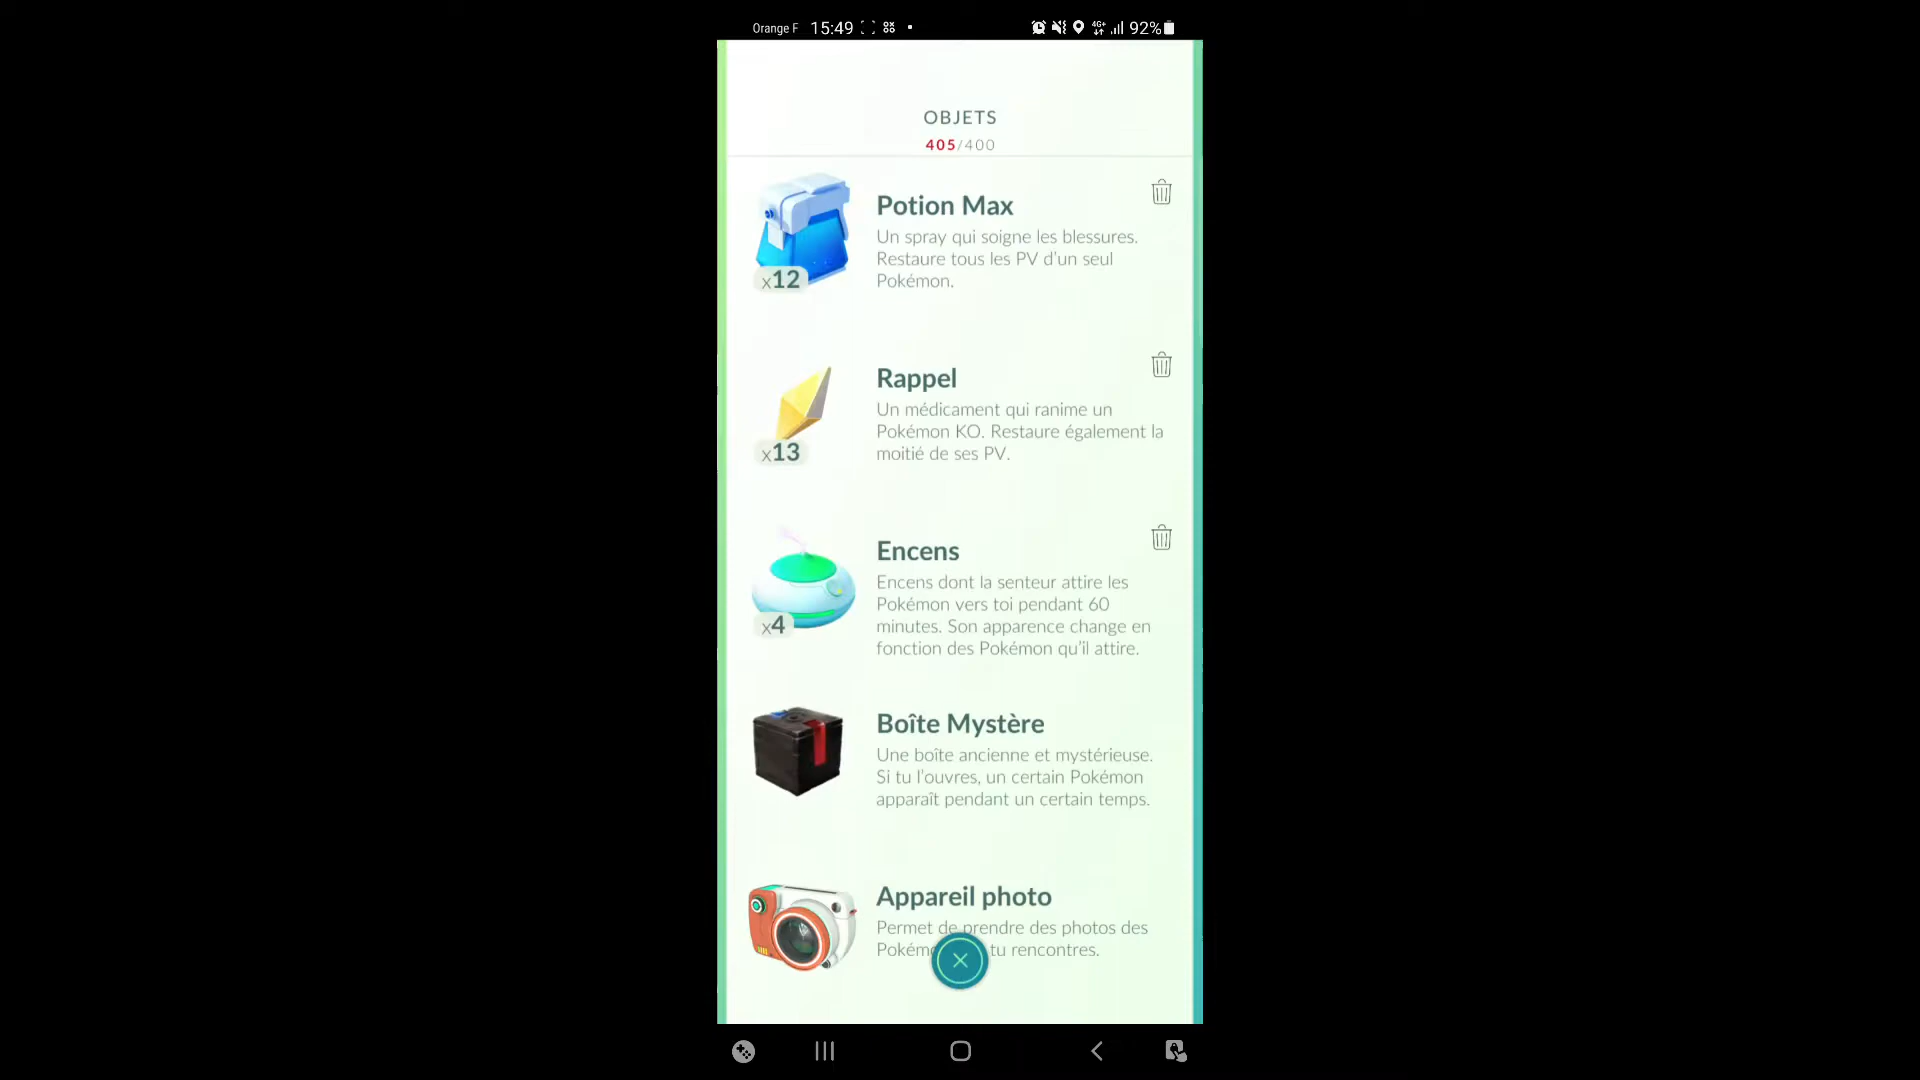 Orange F 15:49 4G+ 92%
OBJETS
405/400
Potion Max
Un spray qui soigne les blessures.
Restaure tous les PV d'un seul
Pokémon.
x12
Rappel
Un médicament qui ranime un
Pokémon KO. Restaure également la
moitié de ses PV.
x13
Encens
Encens dont la senteur attire les
Pokémon vers toi pendant 60
minutes. Son apparence change en
fonction des Pokémon qu'il attire.
x4
Boîte Mystère
Une boîte ancienne et mystérieuse.
Si tu l'ouvres, un certain Pokémon
apparaît pendant un certain temps.
Appareil photo
Permet de prendre des photos des
Pokém tu rencontres.